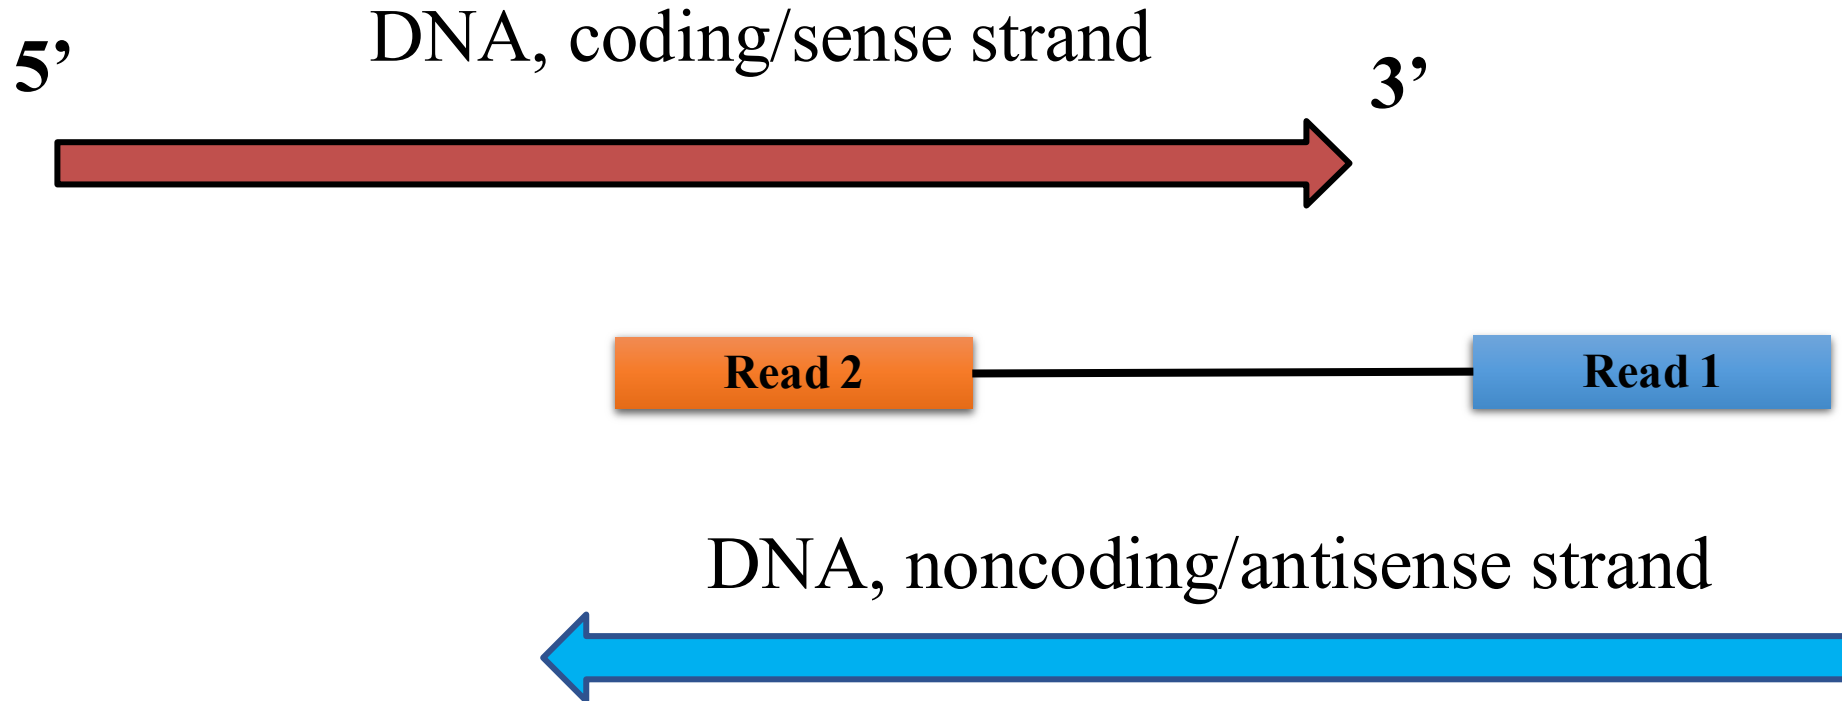 DNA, coding/sense strand
5’
3’
Read 2
Read 1
DNA, noncoding/antisense strand